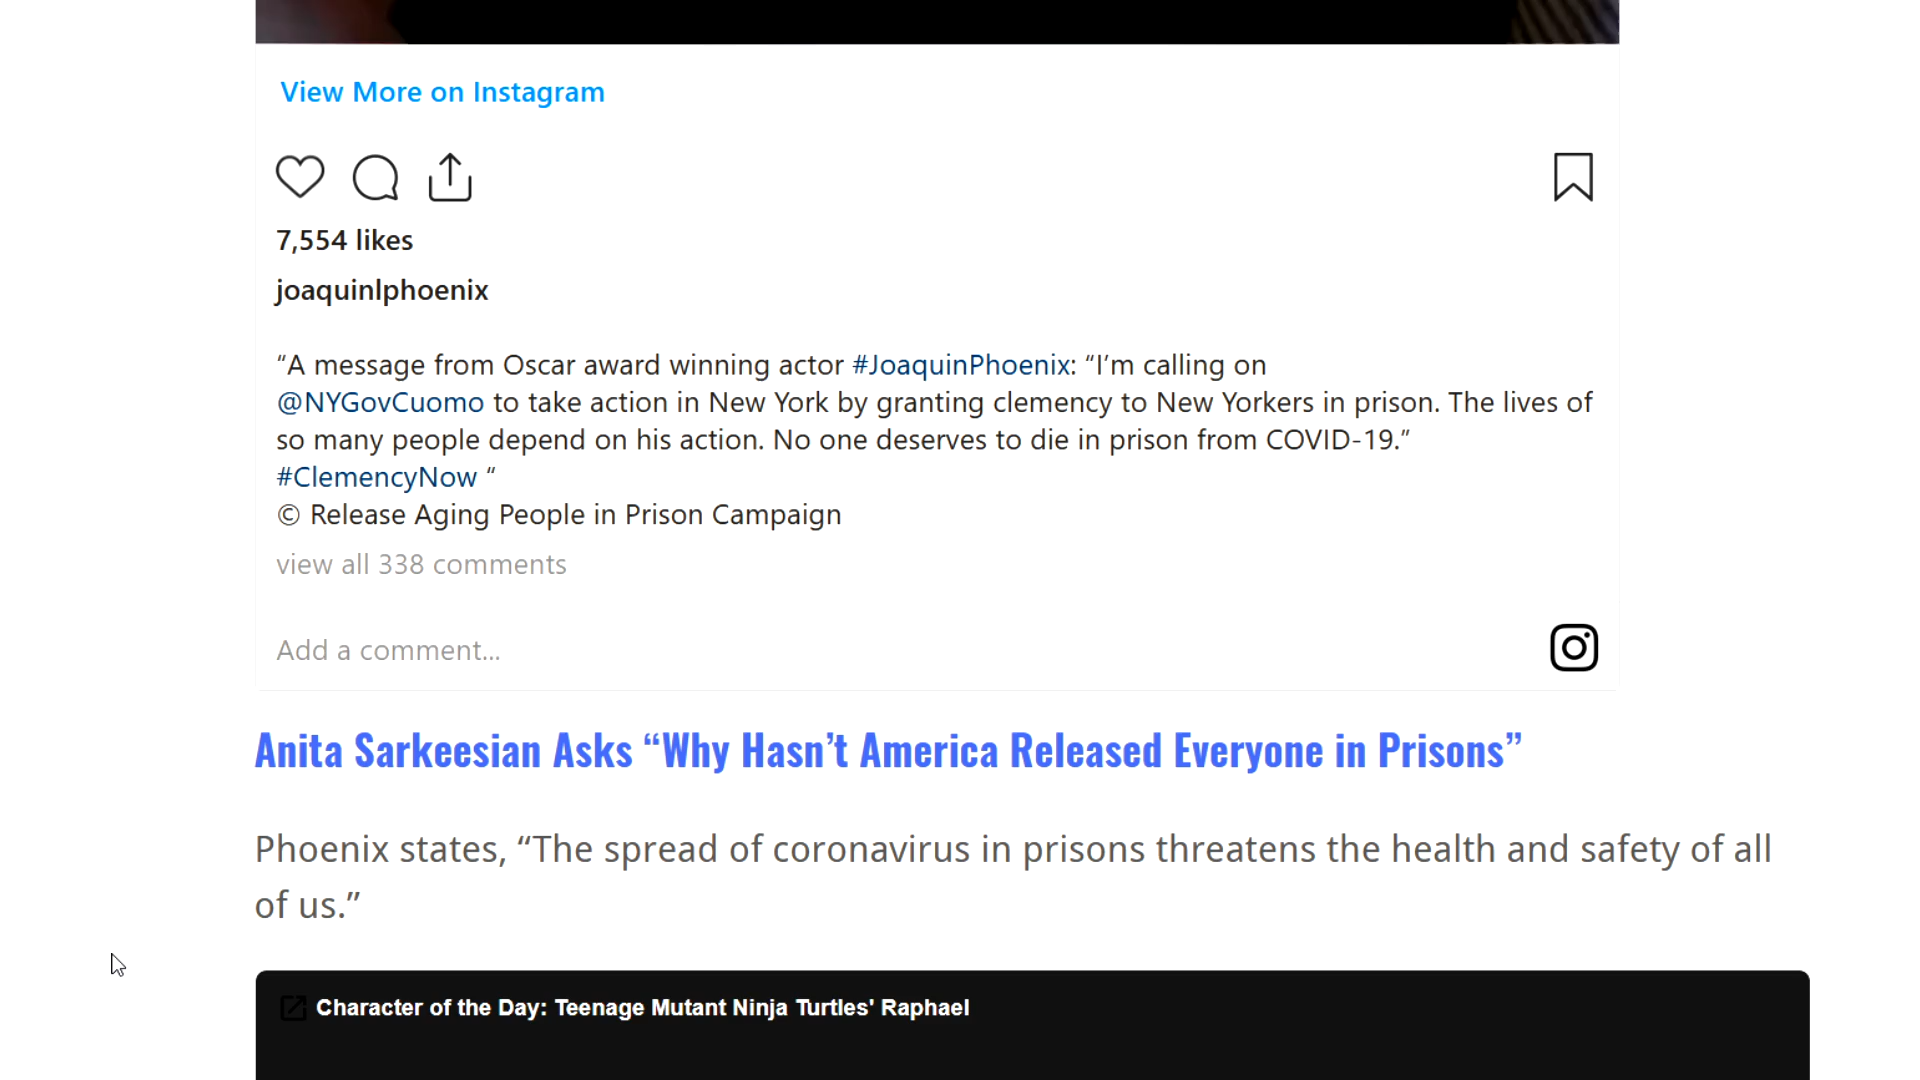 View More on Instagram
7,554 likes
joaquinlphoenix
“A message from Oscar award winning actor #JoaquinPhoenix: “I’m calling on
@NYGovCuomo to take action in New York by granting clemency to New Yorkers in prison. The lives of
so many people depend on his action. No one deserves to die in prison from COVID-19.”
#ClemencyNow “
© Release Aging People in Prison Campaign
view all 338 comments
Add a comment...
Anita Sarkeesian Asks “Why Hasn’t America Released Everyone in Prisons”
Phoenix states, “The spread of coronavirus in prisons threatens the health and safety of all
of us.”
Character of the Day: Teenage Mutant Ninja Turtles' Raphael